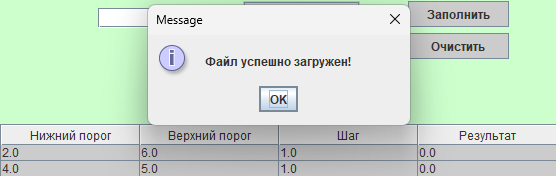 Message
Заполнить
Файл успешно загружен!
Очистить
OK
Нижний порог Верхний порог Шаг Результат
2.0 6.0 1.0 0.0
4.0 5.0 1.0 0.0